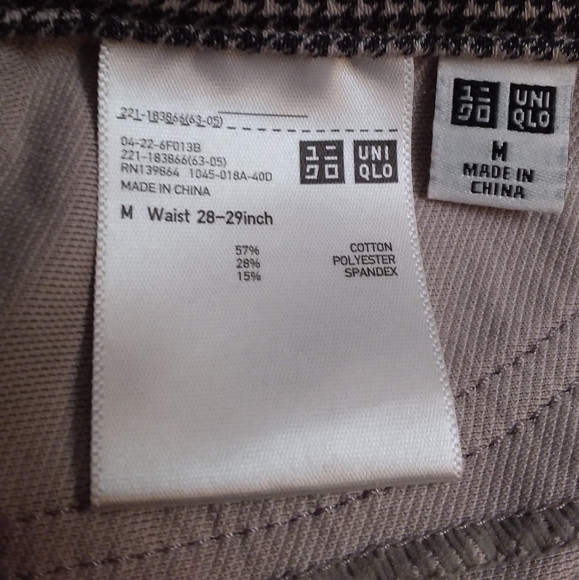 221-183866(63-05)
04-22-6F013B
221-183866(63-05)
RN139864 1045-018A-40D
MADE IN CHINA
ユニ
クロ
UNI
QLO
M Waist 28-29inch
57% COTTON
28% POLYESTER
15% SPANDEX
ユニ
クロ
UNI
QLO
M
MADE IN
CHINA